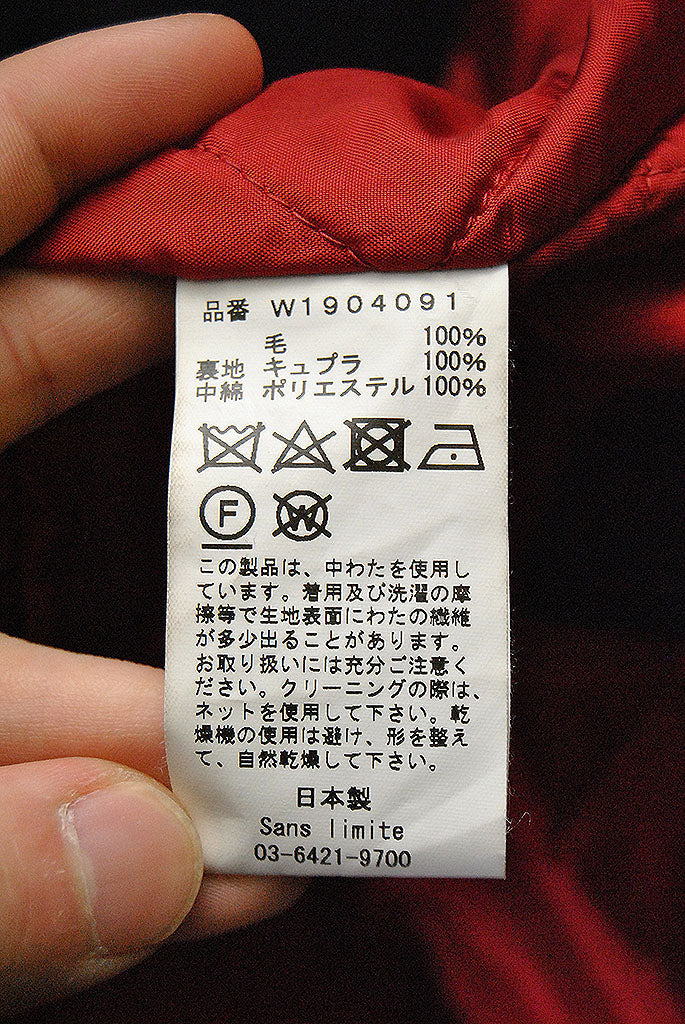 品番 W1904091
毛 100%
裏地 キュプラ 100%
中綿 ポリエステル 100%
F
W
この製品は、中わたを使用し
ています。着用及び洗濯の摩
擦等で生地表面にわたの繊維
が多少出ることがあります。
お取り扱いには充分ご注意く
ださい。クリーニングの際は、
ネットを使用して下さい。乾
燥機の使用は避け、形を整え
て、自然乾燥して下さい。
日本製
Sans limite
03-6421-9700